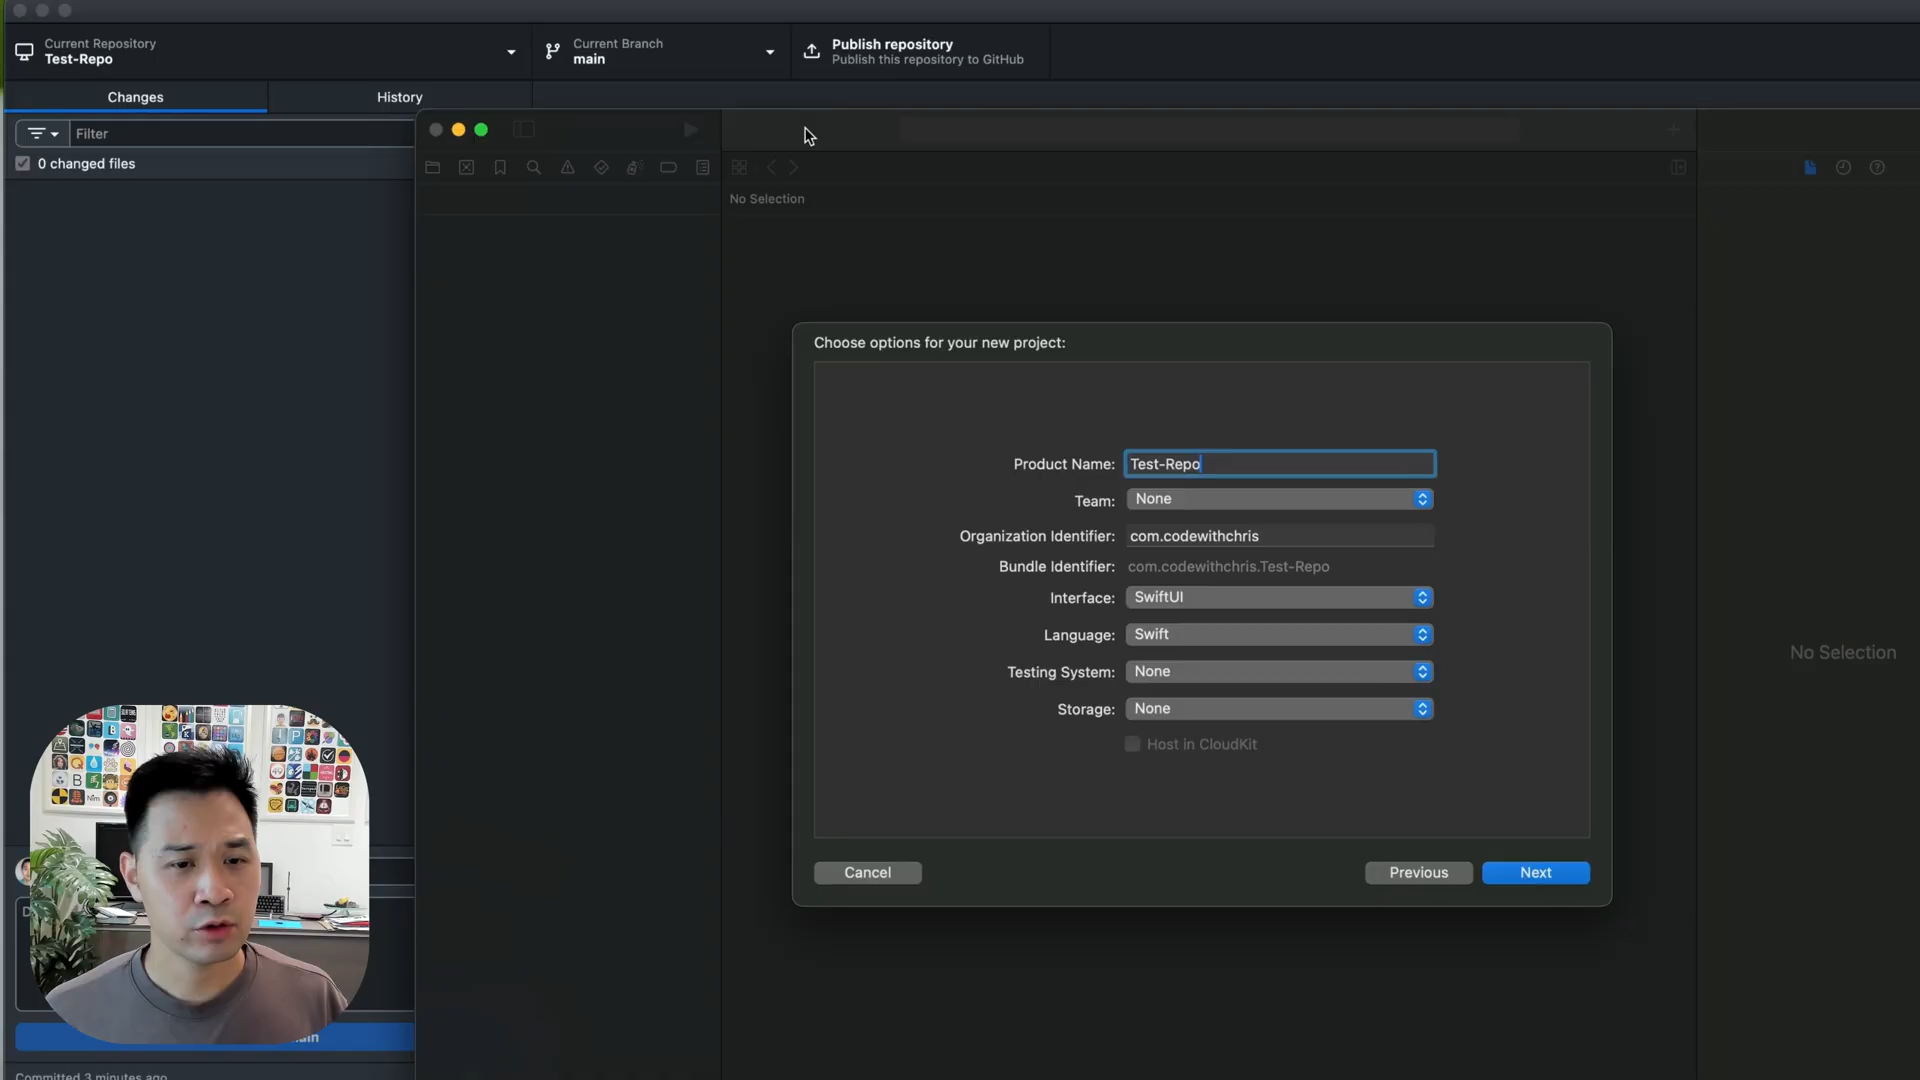 Current Repository
Test-Repo
Current Branch
main
Publish repository
Publish this repository to GitHub
Changes
History
Filter
0 changed files
No Selection
Choose options for your new project:
Product Name: Test-Repo
Team: None
Organization Identifier: com.codewithchris
Bundle Identifier: com.codewithchris.Test-Repo
Interface: SwiftUI
Language: Swift
Testing System: None
Storage: None
Host in CloudKit
No Selection
Cancel
Previous
Next
Committed 3 minutes ago